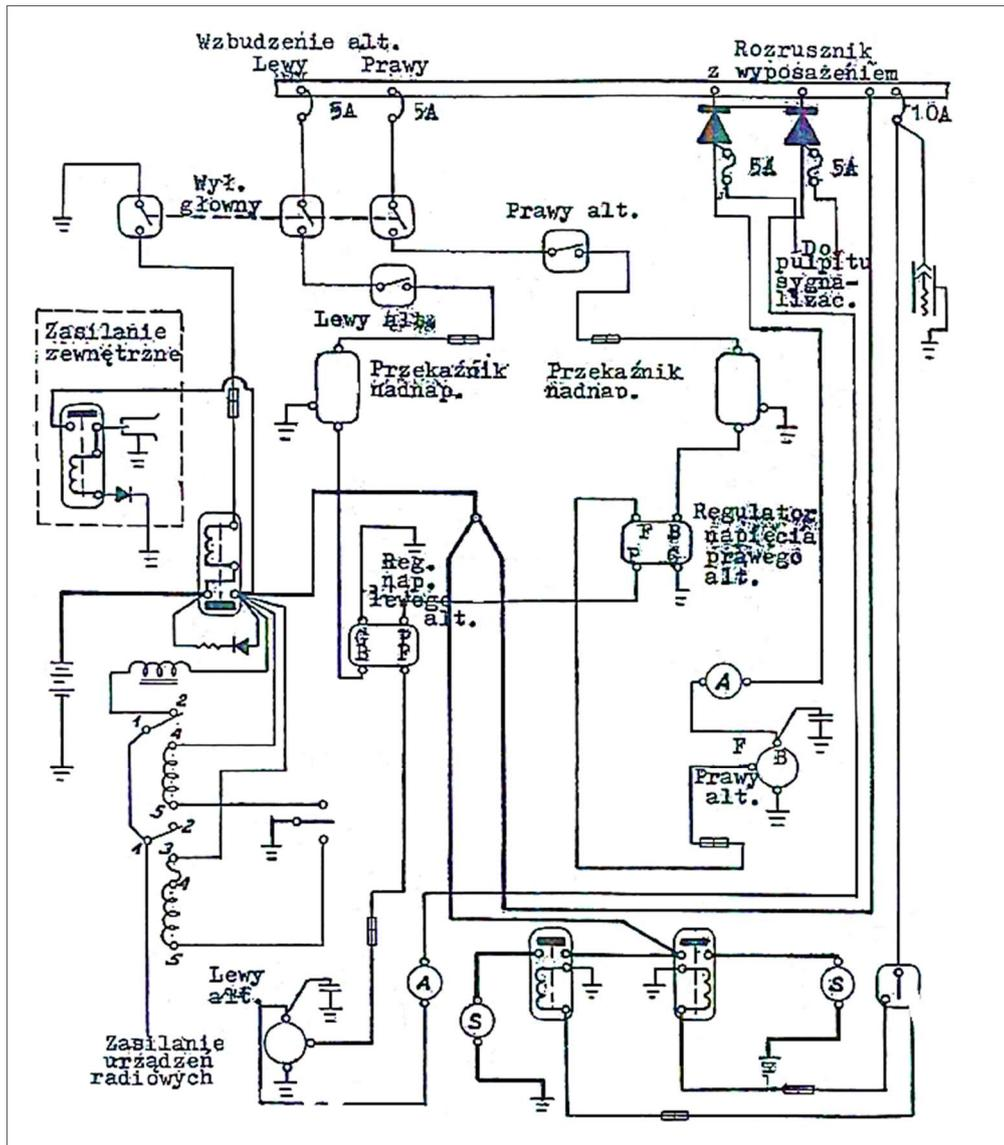 Wzbudzenie alt.
Lewy Prawy
5A 5A
Rozrusznik
z wyposażeniem
5A 5A
10A
Wył.
główny
Prawy alt.
Do
pulpitu
sygna-
lizac.
Lewy alt.
Zasilanie
zewnętrzne
Przekaźnik
nadnap.
Przekaźnik
nadnap.
F B
P G
Regulator
napięcia
prawego
alt.
Reg.
nap.
lewego
alt.
G P
B F
A
F B
Prawy
alt.
2
1
4
5
2
1
3
4
5
Lewy
alt.
A
S
S
Zasilanie
urządzeń
radiowych